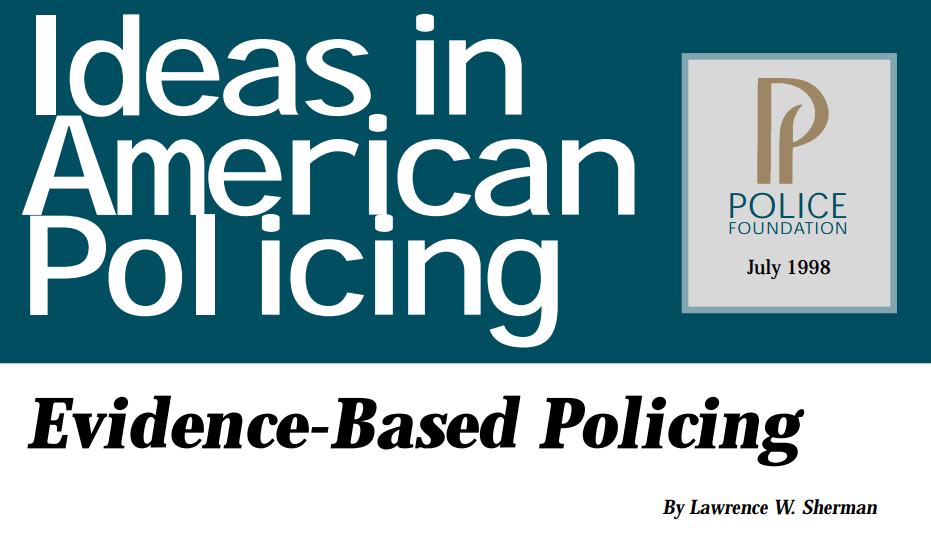 Ideas in
American
Policing
POLICE
FOUNDATION
July 1998
Evidence-Based Policing
By Lawrence W. Sherman